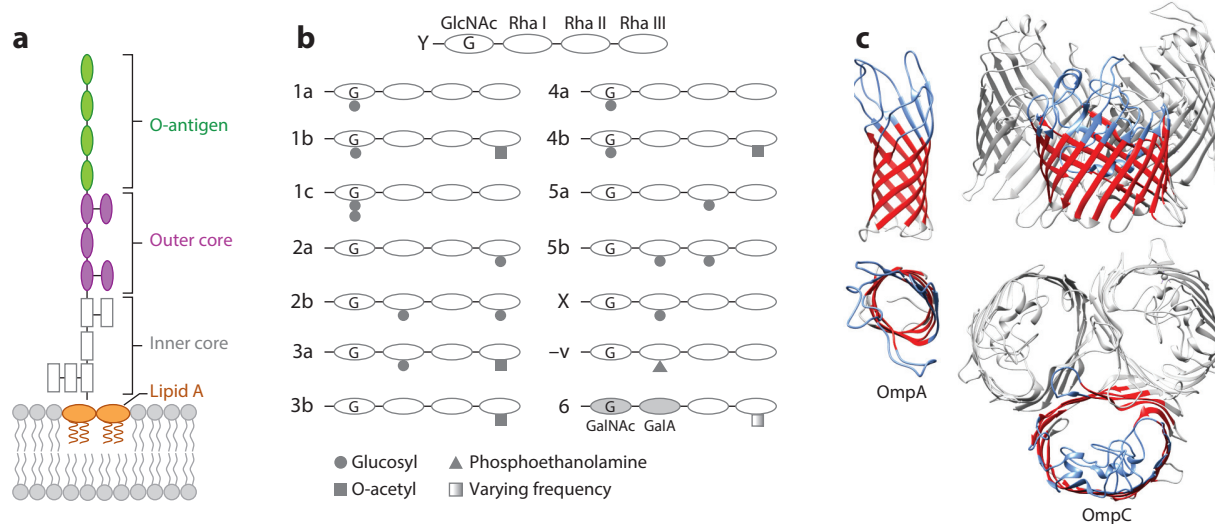 a
O-antigen
Outer core
Inner core
Lipid A
b
GlcNAc Rha I Rha II Rha III
Y G
1a G
1b G
1c G
2a G
2b G
3a G
3b G
4a G
4b G
5a G
5b G
X G
–v G
6 G
GalNAc GalA
Glucosyl
Phosphoethanolamine
O-acetyl
Varying frequency
c
OmpA
OmpC